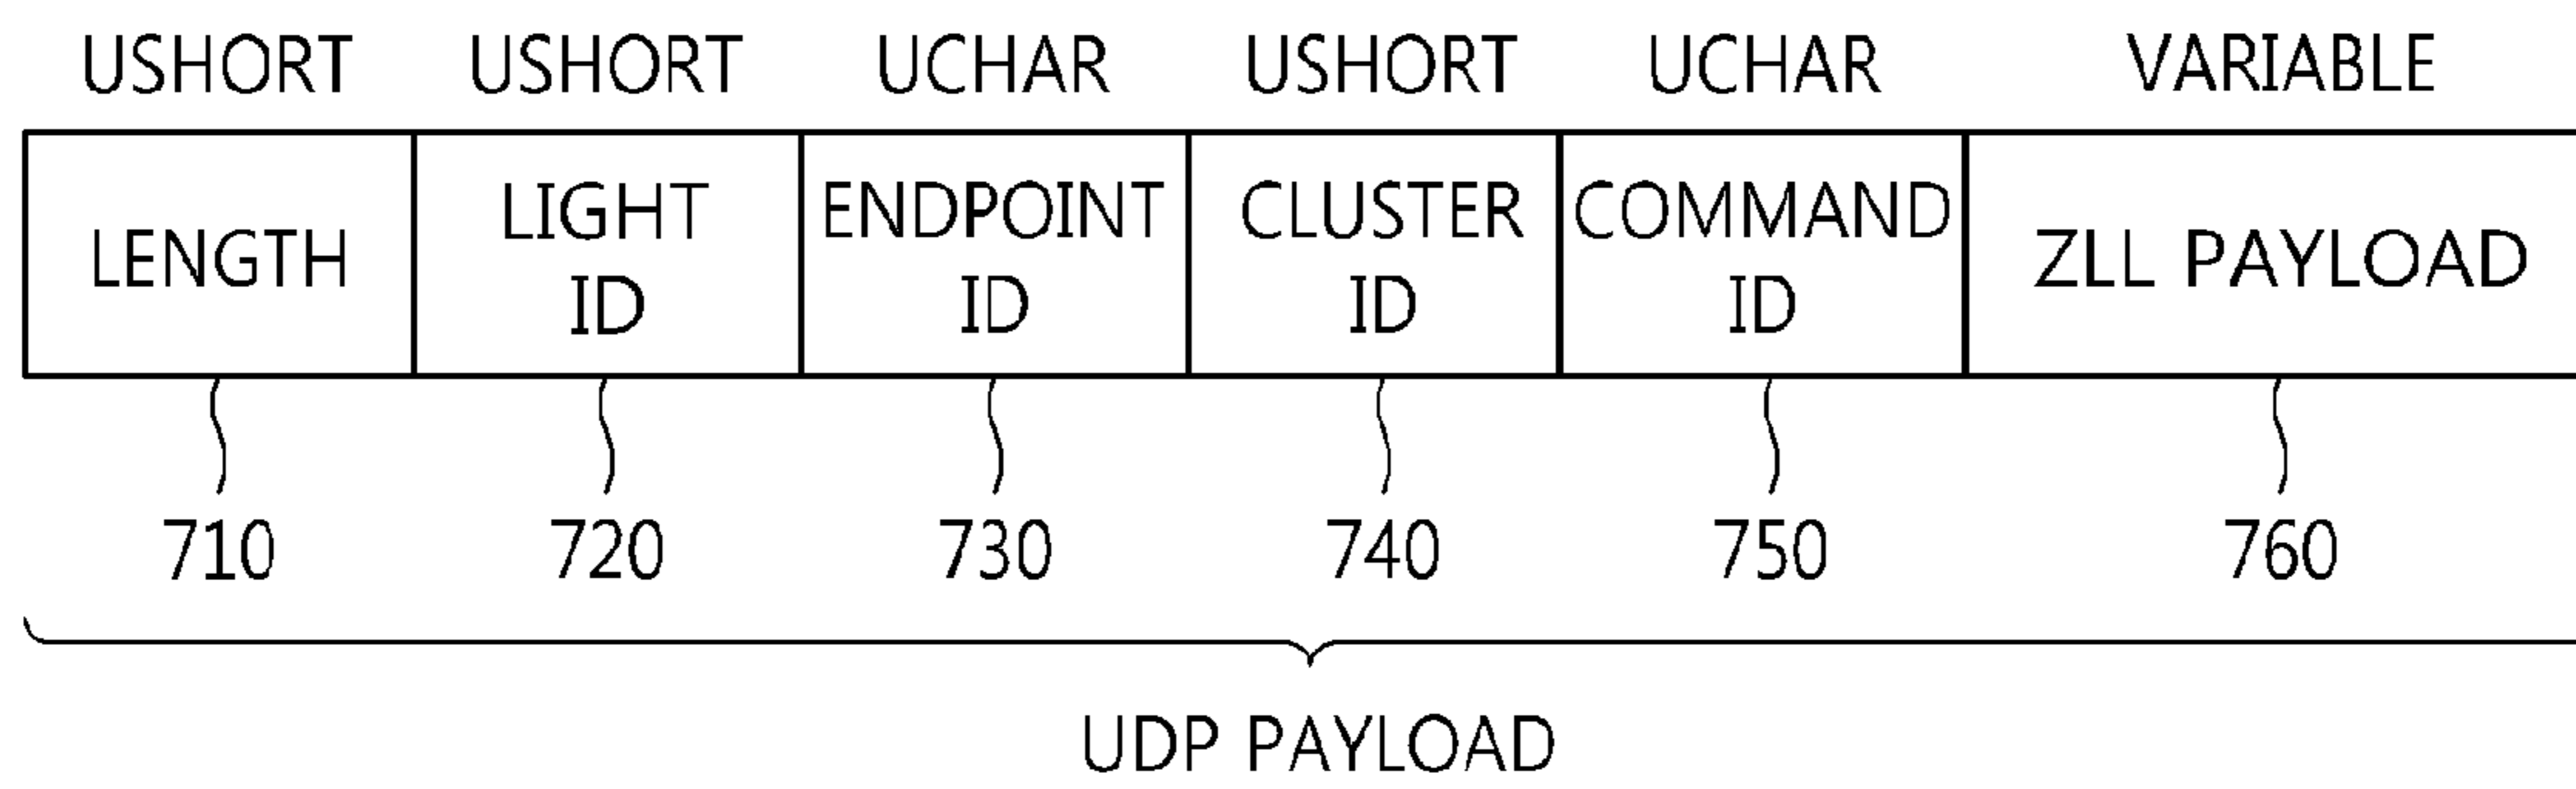 USHORT USHORT UCHAR USHORT UCHAR VARIABLE
LENGTH LIGHT ID ENDPOINT ID CLUSTER ID COMMAND ID ZLL PAYLOAD
710 720 730 740 750 760
UDP PAYLOAD